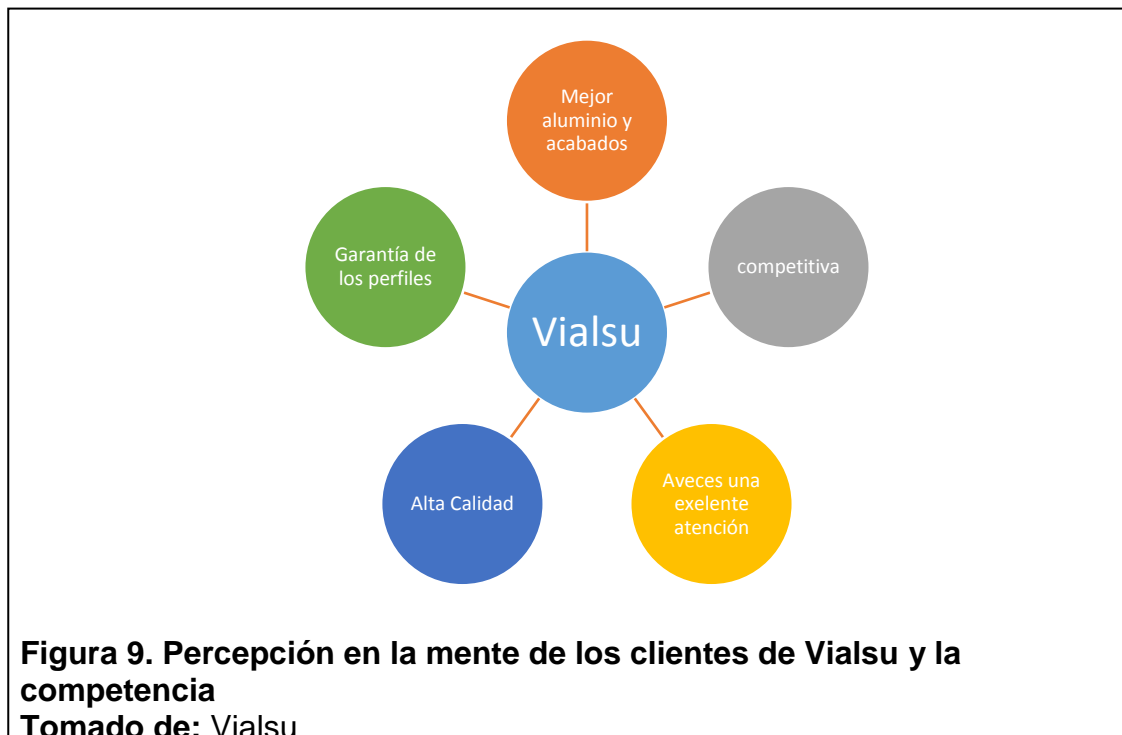 Mejor
aluminio y
acabados
Garantía de
los perfiles
competitiva
Vialsu
Alta Calidad
Aveces una
exelente
atención
Figura 9. Percepción en la mente de los clientes de Vialsu y la
competencia
Tomado de: Vialsu